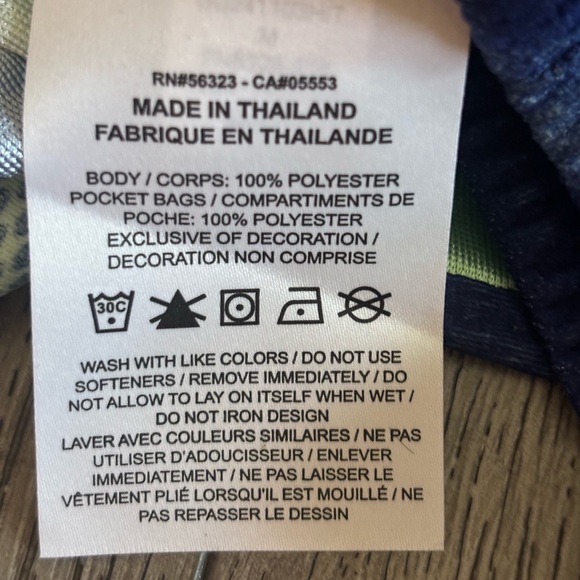 RN#56323 - CA#05553
MADE IN THAILAND
FABRIQUE EN THAILANDE
BODY / CORPS: 100% POLYESTER
POCKET BAGS / COMPARTIMENTS DE
POCHE: 100% POLYESTER
EXCLUSIVE OF DECORATION /
DECORATION NON COMPRISE
30C
WASH WITH LIKE COLORS / DO NOT USE
SOFTENERS / REMOVE IMMEDIATELY / DO
NOT ALLOW TO LAY ON ITSELF WHEN WET /
DO NOT IRON DESIGN
LAVER AVEC COULEURS SIMILAIRES / NE PAS
UTILISER D'ADOUCISSEUR / ENLEVER
IMMEDIATEMENT / NE PAS LAISSER LE
VÊTEMENT PLIÉ LORSQU'IL EST MOUILLÉ / NE
PAS REPASSER LE DESSIN